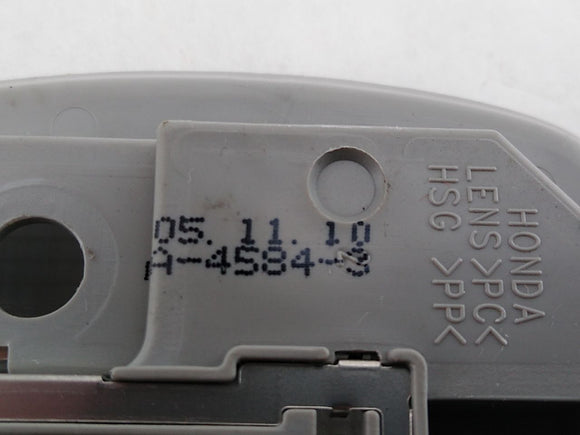 05.11.10
A-4584-3
HONDA
LENS >PC<
HSG >PP<